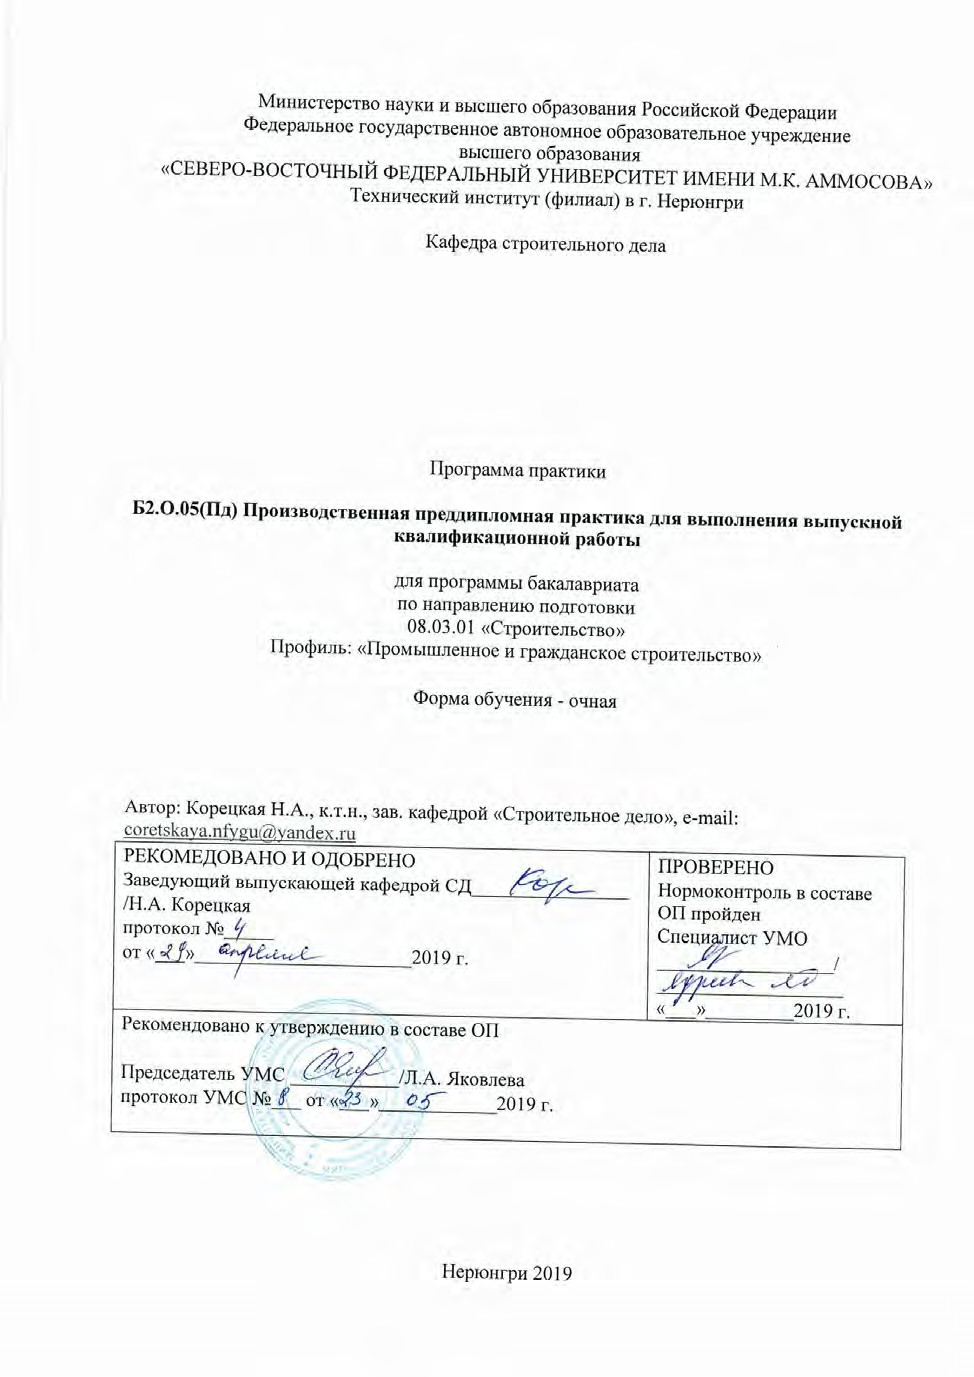 Министерство науки и высшего образования Российской Федерации
Федеральное государственное автономное образовательное учреждение
высшего образования
«СЕВЕРО-ВОСТОЧНЫЙ ФЕДЕРАЛЬНЫЙ УНИВЕРСИТЕТ ИМЕНИ М.К. АММОСОВА»
Технический институт (филиал) в г. Нерюнгри
Кафедра строительного дела
Программа практики
Б2.О.05(Пд) Производственная преддипломная практика для выполнения выпускной
квалификационной работы
для программы бакалавриата
по направлению подготовки
08.03.01 «Строительство»
Профиль: «Промышленное и гражданское строительство»
Форма обучения - очная
Автор: Корецкая Н.А., к.т.н., зав. кафедрой «Строительное дело», e-mail:
coretskaya.nfygu@yandex.ru
РЕКОМЕДОВАНО И ОДОБРЕНО
Заведующий выпускающей кафедрой СД Кор
/Н.А. Корецкая
протокол № 4
от «29» апреля 2019 г.
ПРОВЕРЕНО
Нормоконтроль в составе
ОП пройден
Специалист УМО
/
«___»__________2019 г.
Рекомендовано к утверждению в составе ОП
Председатель УМС ___________/Л.А. Яковлева
протокол УМС № 8 от «23» 05 2019 г.
Нерюнгри 2019